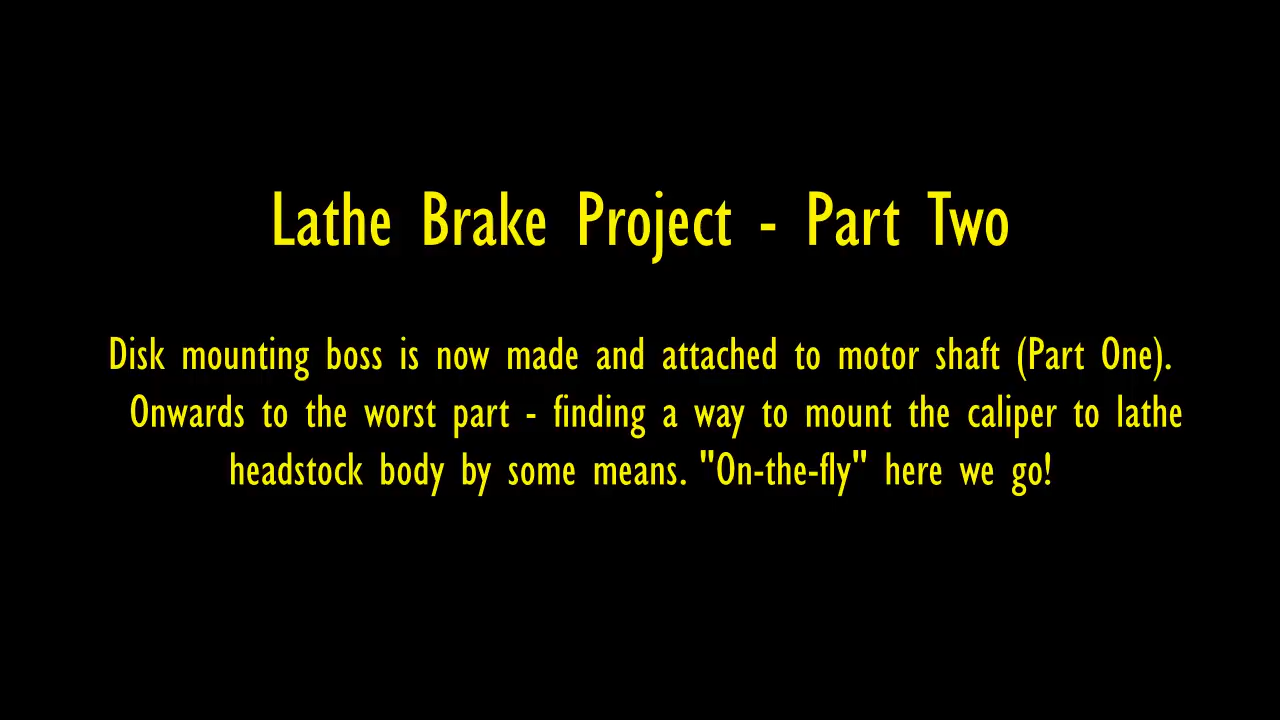 Lathe Brake Project - Part Two
Disk mounting boss is now made and attached to motor shaft (Part One).
Onwards to the worst part - finding a way to mount the caliper to lathe
headstock body by some means. "On-the-fly" here we go!